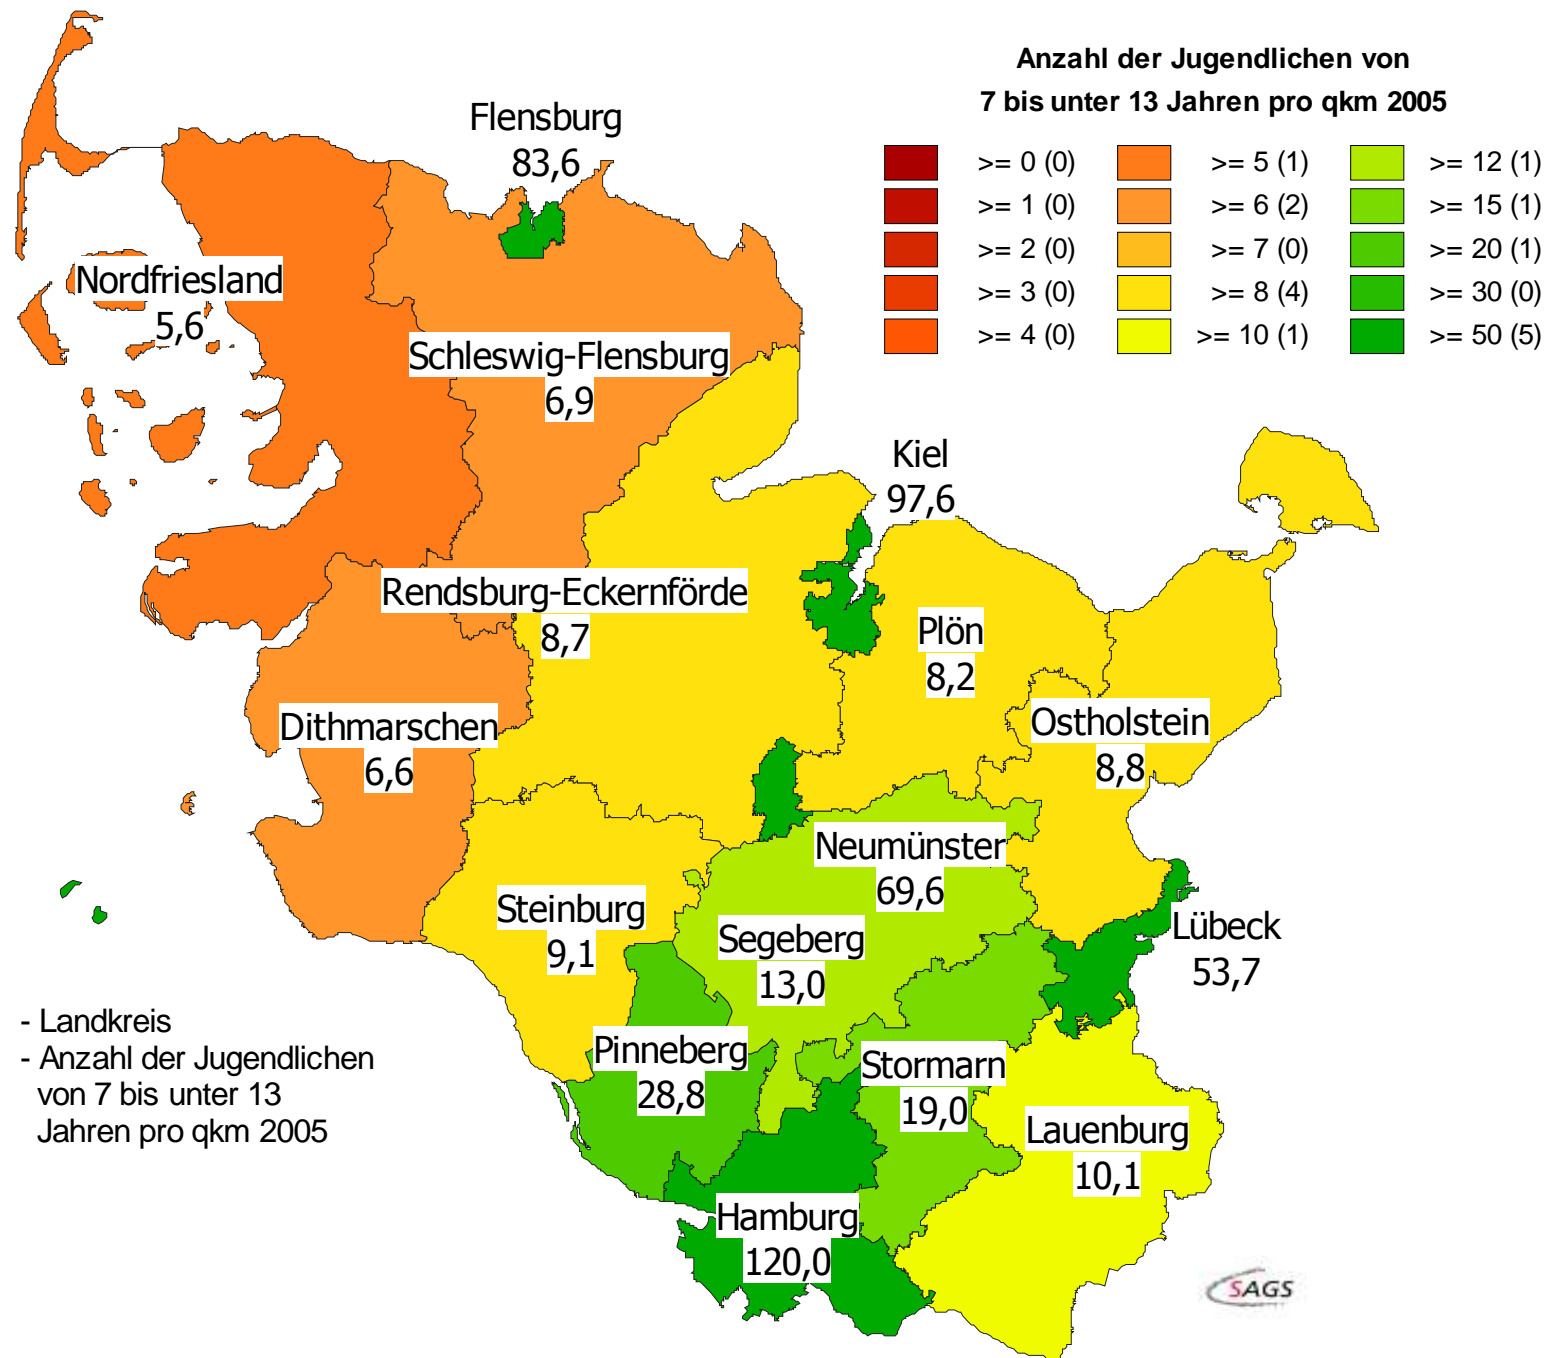 Anzahl der Jugendlichen von
7 bis unter 13 Jahren pro qkm 2005
>= 0 (0)
>= 1 (0)
>= 2 (0)
>= 3 (0)
>= 4 (0)
>= 5 (1)
>= 6 (2)
>= 7 (0)
>= 8 (4)
>= 10 (1)
>= 12 (1)
>= 15 (1)
>= 20 (1)
>= 30 (0)
>= 50 (5)
Flensburg
83,6
Nordfriesland
5,6
Schleswig-Flensburg
6,9
Kiel
97,6
Rendsburg-Eckernförde
8,7
Plön
8,2
Dithmarschen
6,6
Ostholstein
8,8
Neumünster
69,6
Steinburg
9,1
Segeberg
13,0
Lübeck
53,7
Pinneberg
28,8
Stormarn
19,0
Lauenburg
10,1
Hamburg
120,0
- Landkreis
- Anzahl der Jugendlichen
von 7 bis unter 13
Jahren pro qkm 2005
SAGS